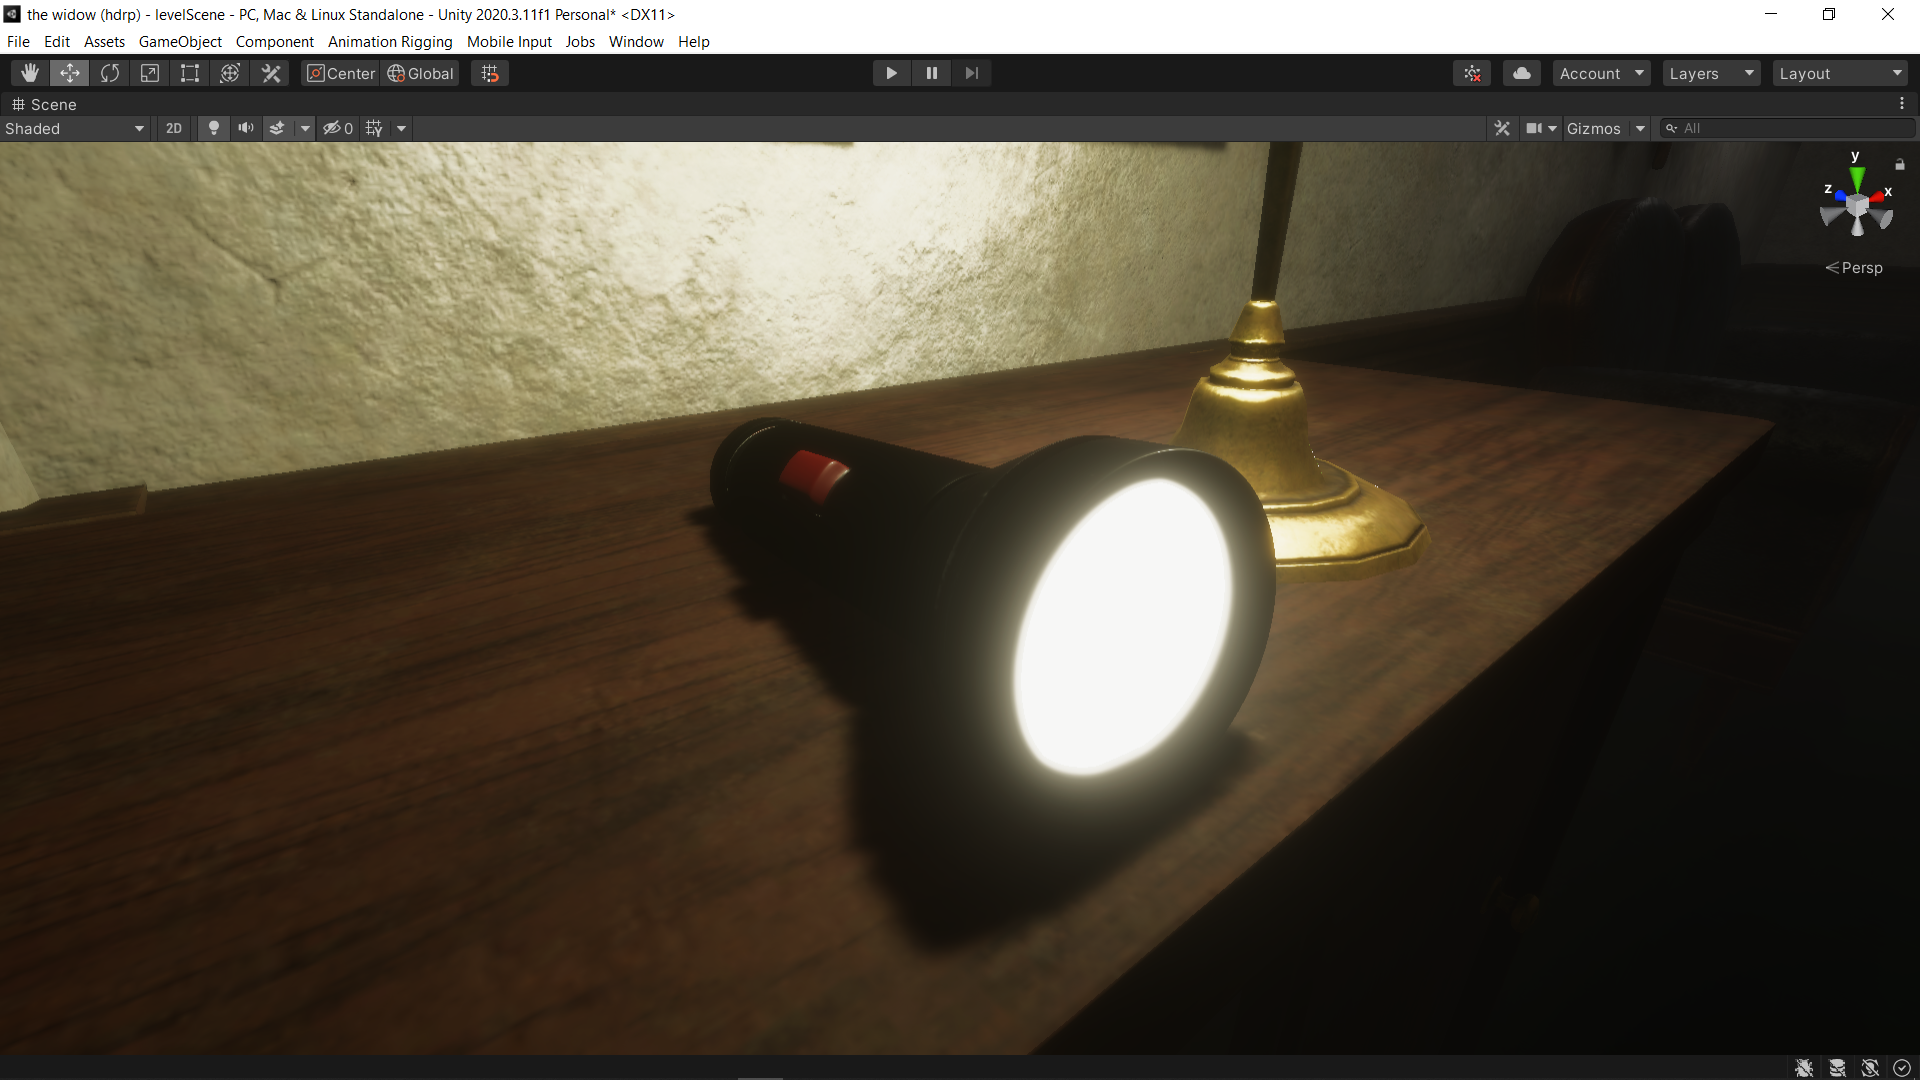 the widow (hdrp) - levelScene - PC, Mac & Linux Standalone - Unity 2020.3.11f1 Personal* <DX11>
File Edit Assets GameObject Component Animation Rigging Mobile Input Jobs Window Help
Center Global Account Layers Layout
Scene
Shaded 2D 0 Gizmos All
y
z x
Persp